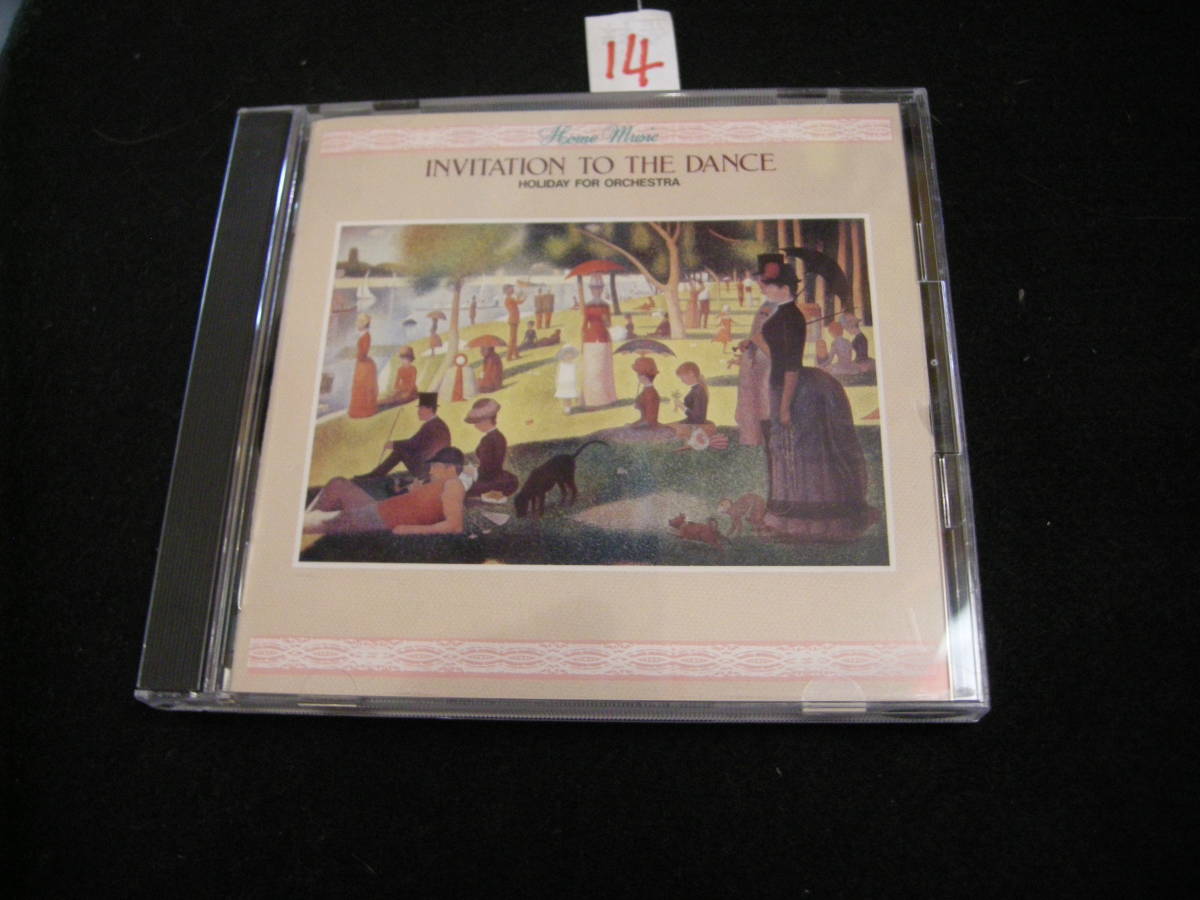 14
Home Music
INVITATION TO THE DANCE
HOLIDAY FOR ORCHESTRA